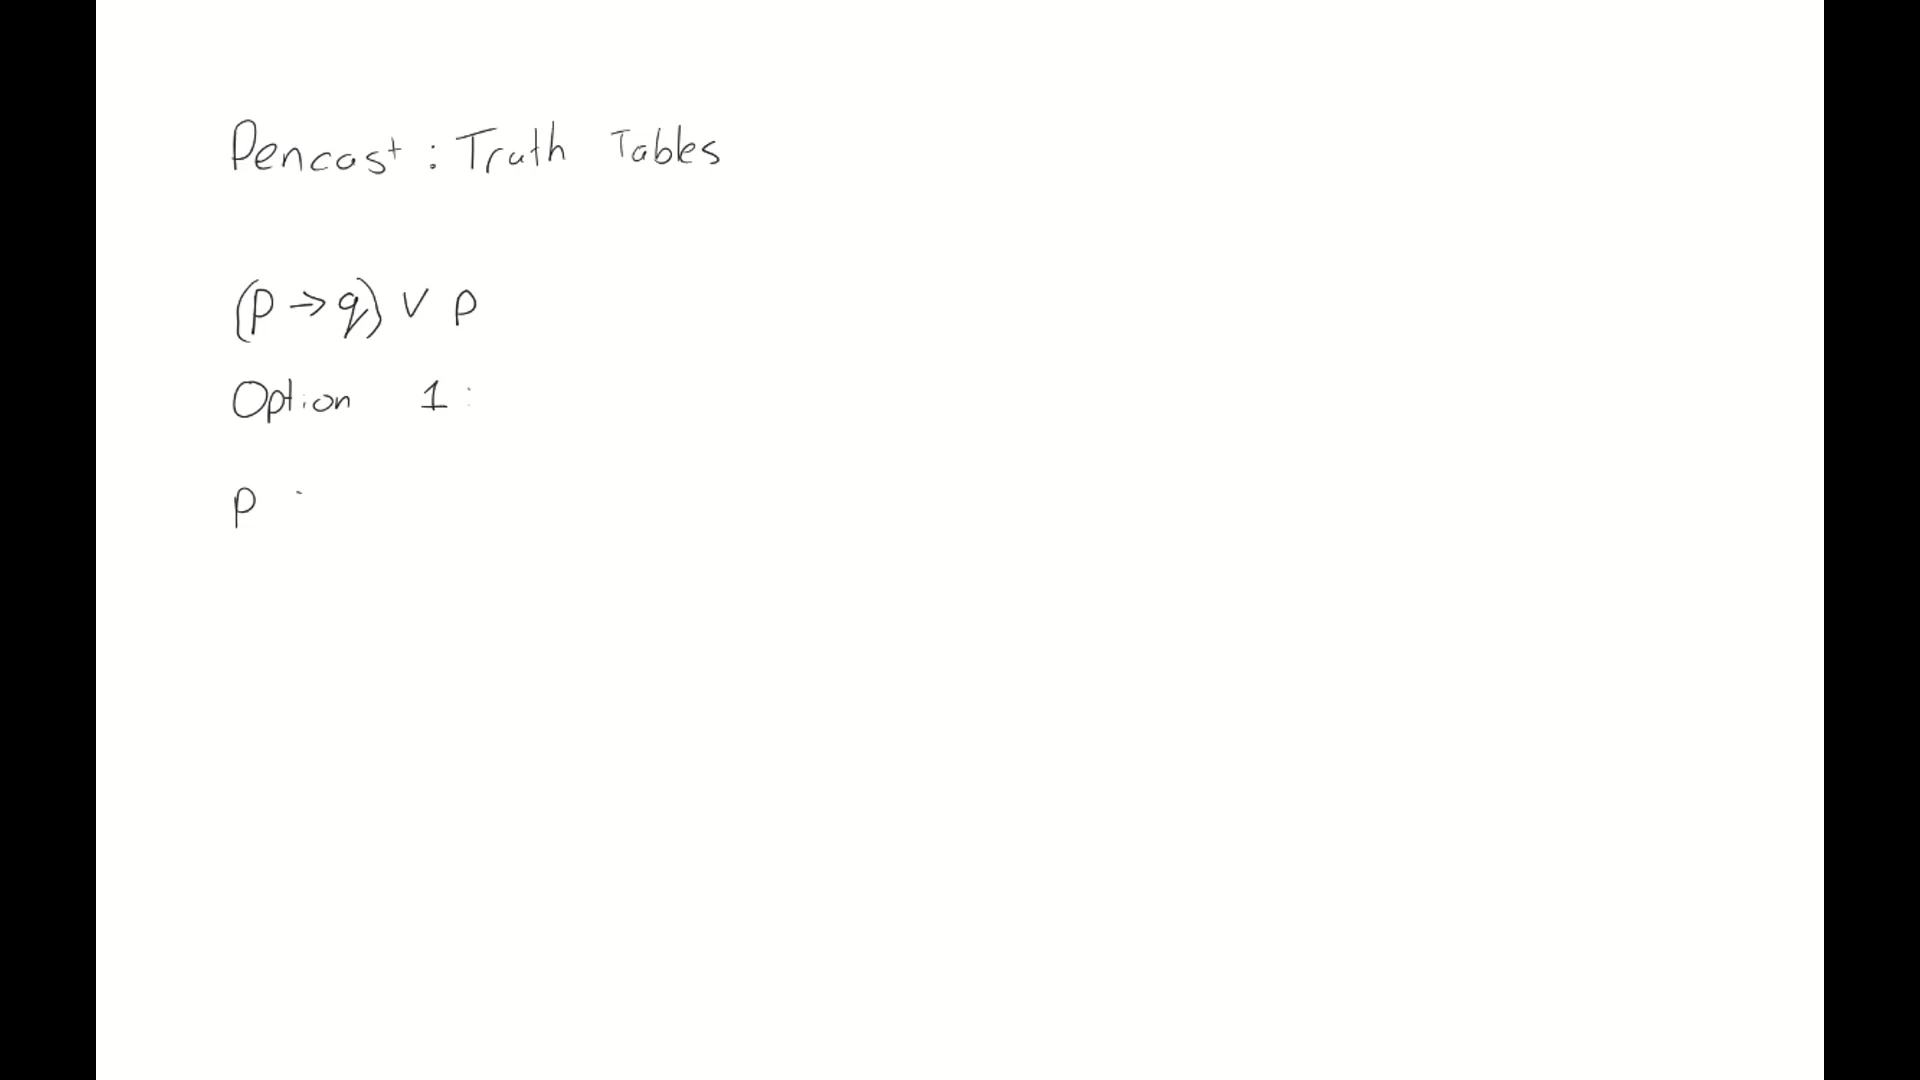 Pencast : Truth Tables
(p → q) ∨ p
Option 1 :
p